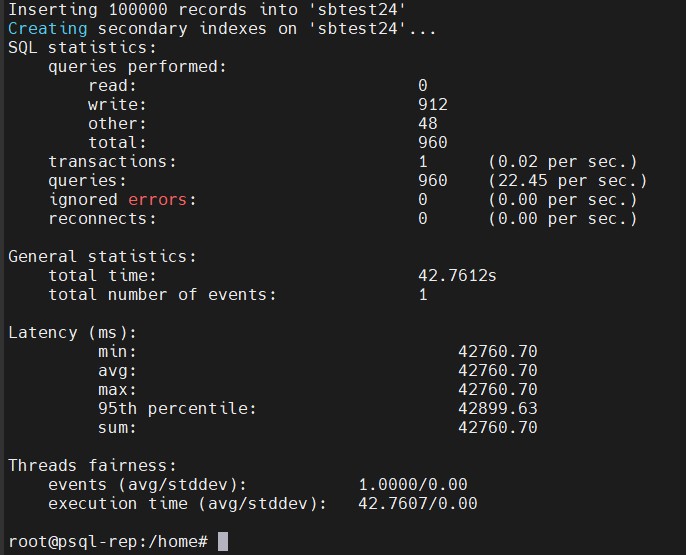 Inserting 100000 records into 'sbtest24'
Creating secondary indexes on 'sbtest24'...
SQL statistics:
    queries performed:
        read:                            0
        write:                           912
        other:                           48
        total:                           960
    transactions:                        1      (0.02 per sec.)
    queries:                             960    (22.45 per sec.)
    ignored errors:                      0      (0.00 per sec.)
    reconnects:                          0      (0.00 per sec.)

General statistics:
    total time:                          42.7612s
    total number of events:              1

Latency (ms):
         min:                                42760.70
         avg:                                42760.70
         max:                                42760.70
         95th percentile:                    42899.63
         sum:                                42760.70

Threads fairness:
    events (avg/stddev):           1.0000/0.00
    execution time (avg/stddev):   42.7607/0.00

root@psql-rep:/home#